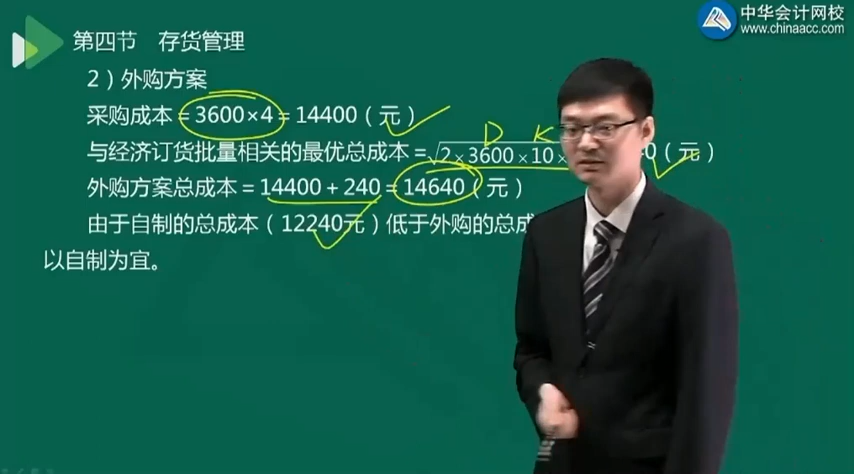 中华会计网校
www.chinaacc.com
第四节 存货管理
2）外购方案
采购成本＝3600×4＝14400（元）
D K
与经济订货批量相关的最优总成本＝√2×3600×10× 0（元）
外购方案总成本＝14400＋240＝14640（元）
由于自制的总成本（12240元）低于外购的总成
以自制为宜。